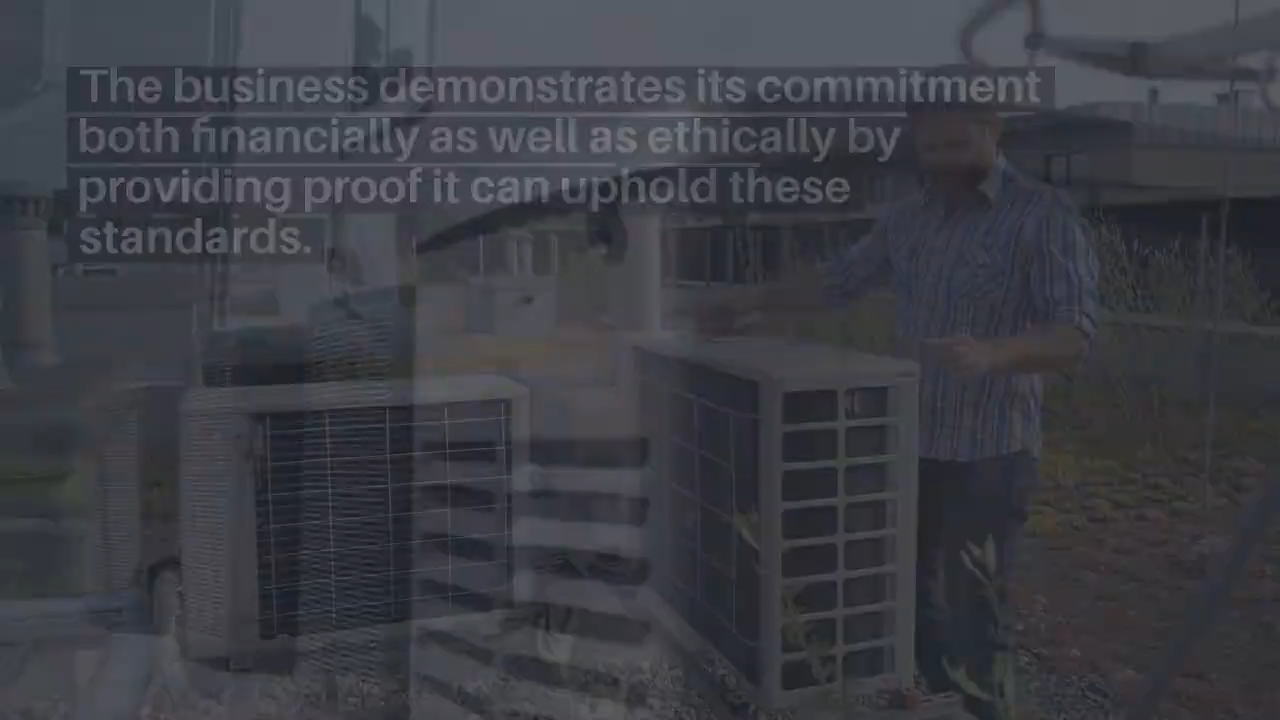 The business demonstrates its commitment
both financially as well as ethically by
providing proof it can uphold these
standards.